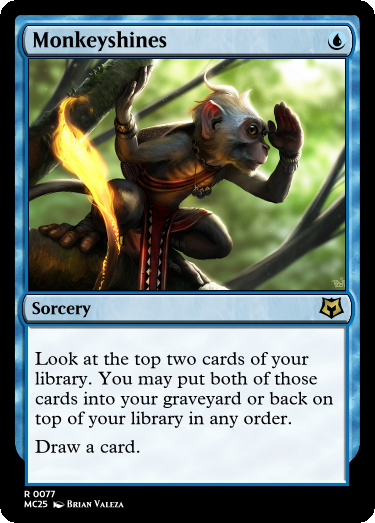 Monkeyshines
Sorcery
Look at the top two cards of your
library. You may put both of those
cards into your graveyard or back on
top of your library in any order.
Draw a card.
R 0077
MC25 Brian Valeza